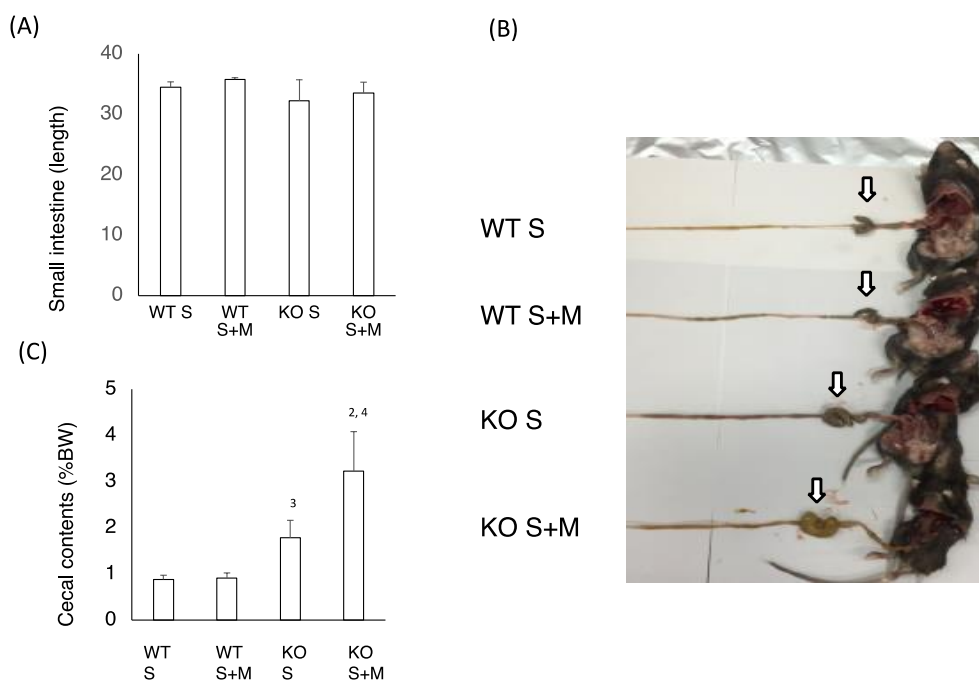 (A)
40
30
20
10
0
Small intestine (length)
WT S
WT
S+M
KO S
KO
S+M
(B)
WT S
WT S+M
KO S
KO S+M
(C)
5
4
3
2
1
0
Cecal contents (%BW)
3
2, 4
WT
S
WT
S+M
KO
S
KO
S+M